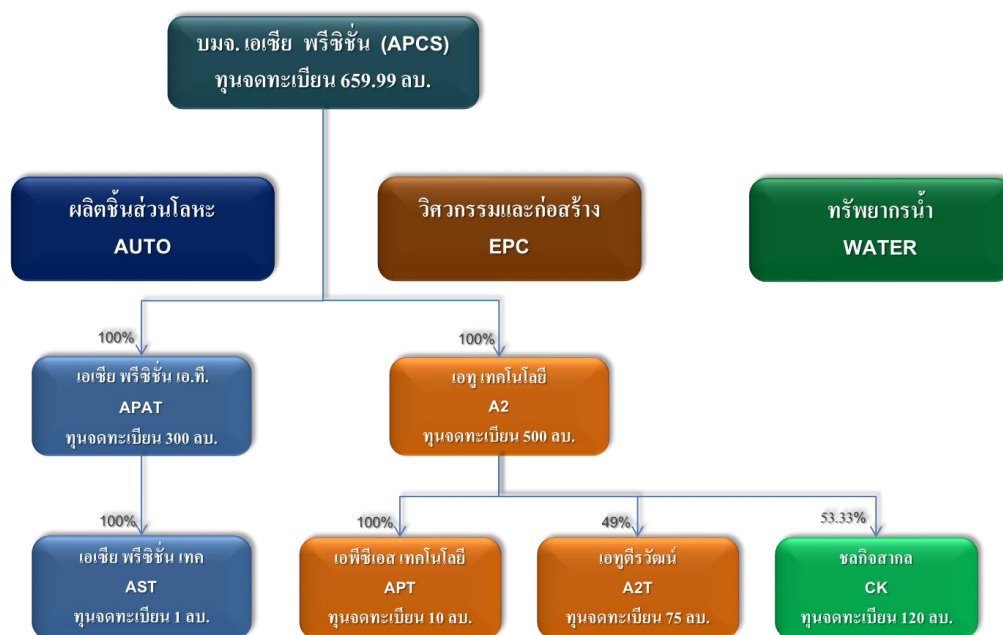 บมจ. เอเซีย พรีซิชั่น (APCS)
ทุนจดทะเบียน 659.99 ลบ.
ผลิตชิ้นส่วนโลหะ
AUTO
วิศวกรรมและก่อสร้าง
EPC
ทรัพยากรน้ำ
WATER
100%
100%
เอเซีย พรีซิชั่น เอ.ที.
APAT
ทุนจดทะเบียน 300 ลบ.
เอทู เทคโนโลยี
A2
ทุนจดทะเบียน 500 ลบ.
100%
100%
49%
53.33%
เอเซีย พรีซิชั่น เทค
AST
ทุนจดทะเบียน 1 ลบ.
เอพีซีเอส เทคโนโลยี
APT
ทุนจดทะเบียน 10 ลบ.
เอทูตีรวัฒน์
A2T
ทุนจดทะเบียน 75 ลบ.
ชลกิจสากล
CK
ทุนจดทะเบียน 120 ลบ.